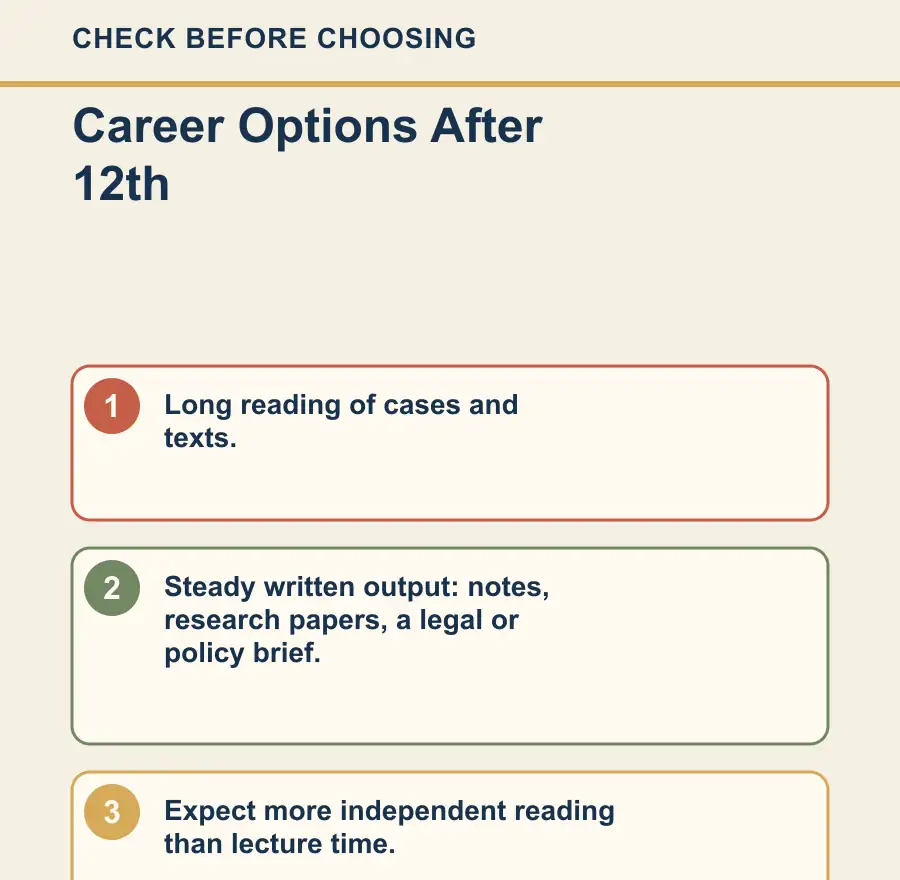 CHECK BEFORE CHOOSING
Career Options After
12th
1
Long reading of cases and
texts.
2
Steady written output: notes,
research papers, a legal or
policy brief.
3
Expect more independent reading
than lecture time.